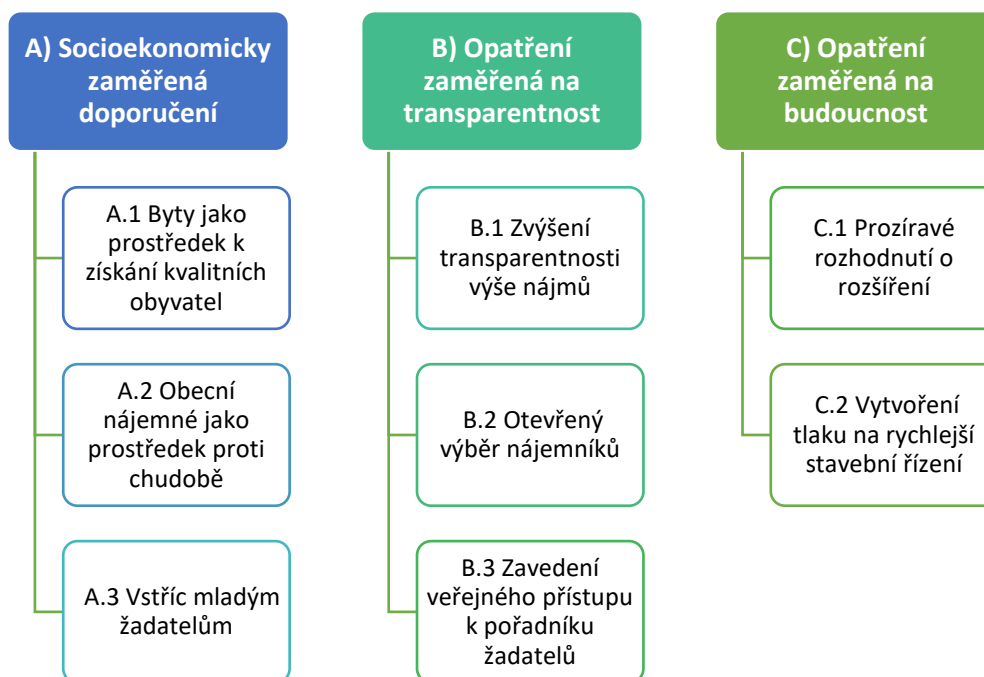 A) Socioekonomicky
zaměřená
doporučení
A.1 Byty jako
prostředek k
získání kvalitních
obyvatel
A.2 Obecní
nájemné jako
prostředek proti
chudobě
A.3 Vstříc mladým
žadatelům
B) Opatření
zaměřená na
transparentnost
B.1 Zvýšení
transparentnosti
výše nájmů
B.2 Otevřený
výběr nájemníků
B.3 Zavedení
veřejného přístupu
k pořadníku
žadatelů
C) Opatření
zaměřená na
budoucnost
C.1 Prozíravé
rozhodnutí o
rozšíření
C.2 Vytvoření
tlaku na rychlejší
stavební řízení